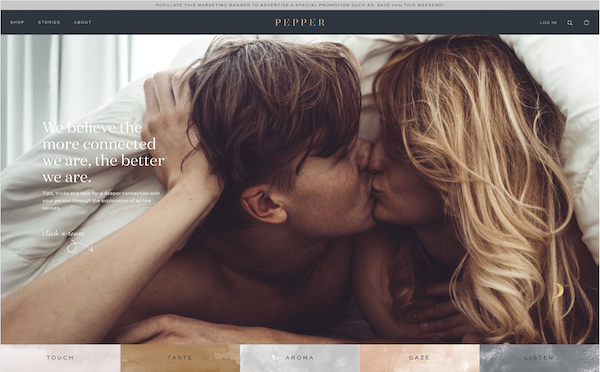 POPULATE THIS MARKETING BANNER TO ADVERTISE A SPECIAL PROMOTION SUCH AS: SAVE 20% THIS WEEKEND!
SHOP STORIES ABOUT PEPPER LOG IN
We believe the
more connected
we are, the better
we are.
Tips, tricks and tools for a deeper connection with
your person through the exploration of all five
senses.
click a sense
TOUCH TASTE AROMA GAZE LISTEN